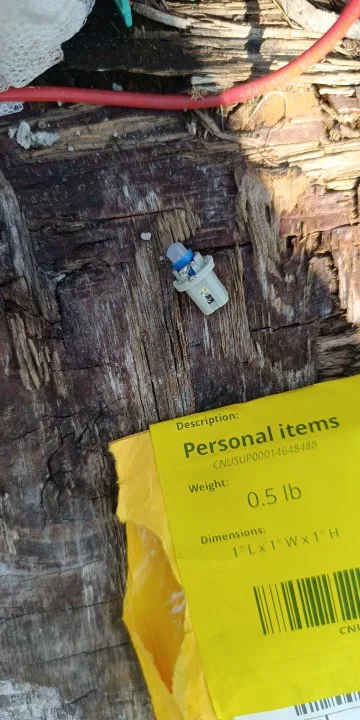 Description:
Personal items
CNUSUP00014648488
Weight:
0.5 lb
Dimensions:
1" L x 1" W x 1" H